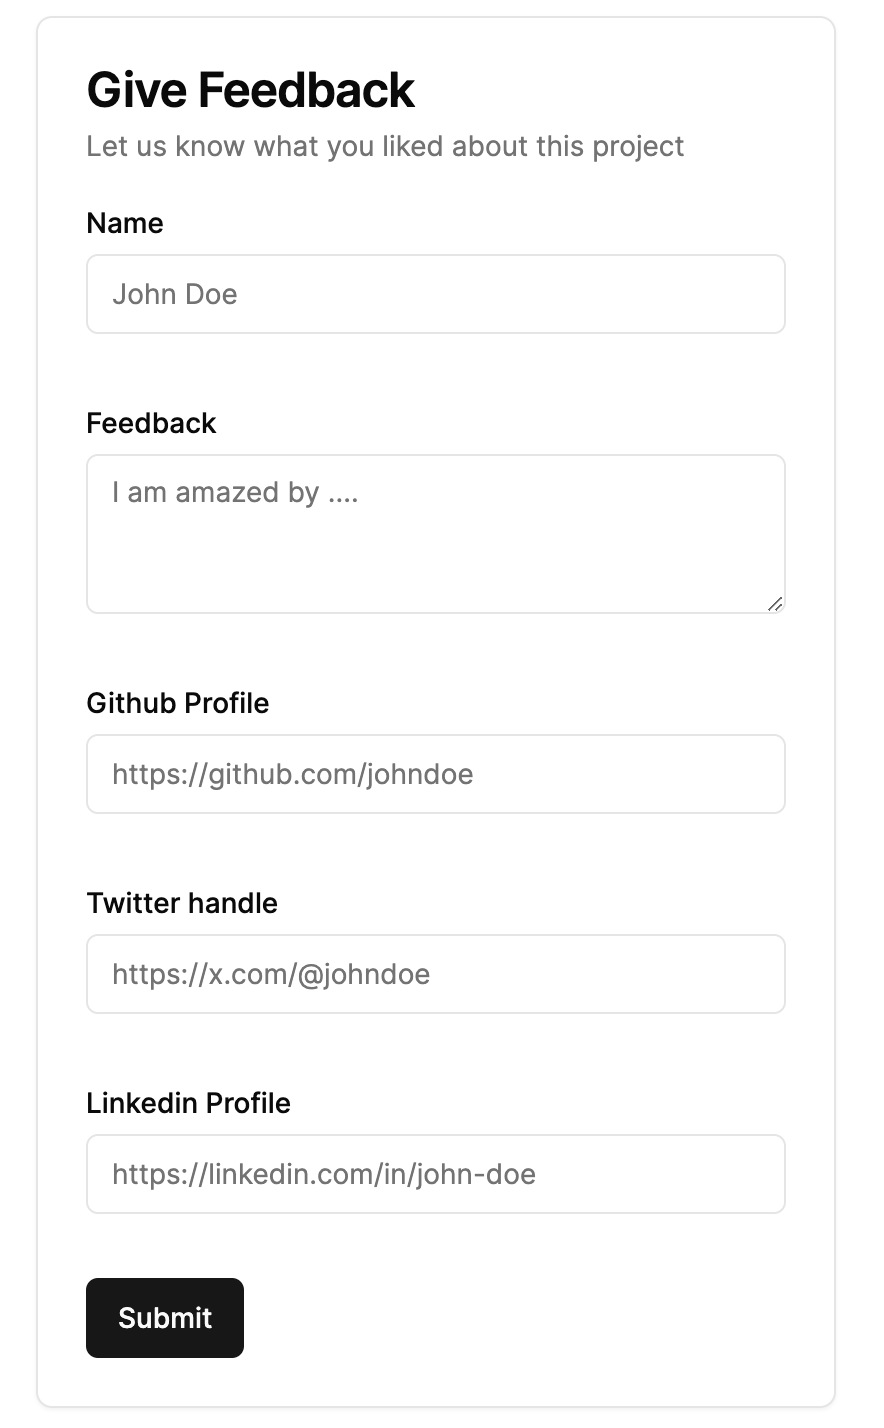 Give Feedback
Let us know what you liked about this project
Name
John Doe
Feedback
I am amazed by ....
Github Profile
https://github.com/johndoe
Twitter handle
https://x.com/@johndoe
Linkedin Profile
https://linkedin.com/in/john-doe
Submit